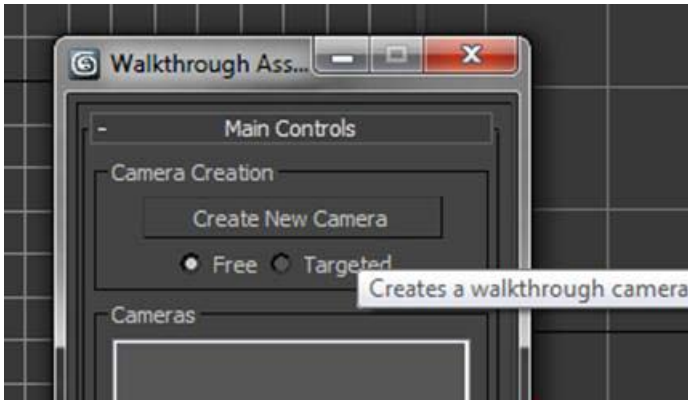 Walkthrough Ass...
- Main Controls
Camera Creation
Create New Camera
Free Targeted
Creates a walkthrough camera
Cameras